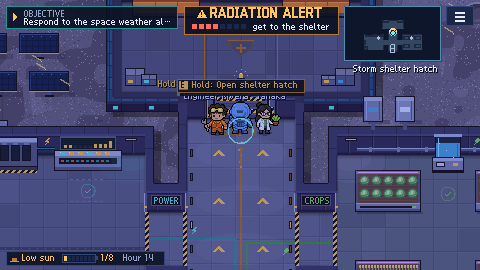 OBJECTIVE
Respond to the space weather al...
RADIATION ALERT
get to the shelter
Storm shelter hatch
Hold
E Hold: Open shelter hatch
Engineer
POWER
CROPS
Low sun 1/8 Hour 14